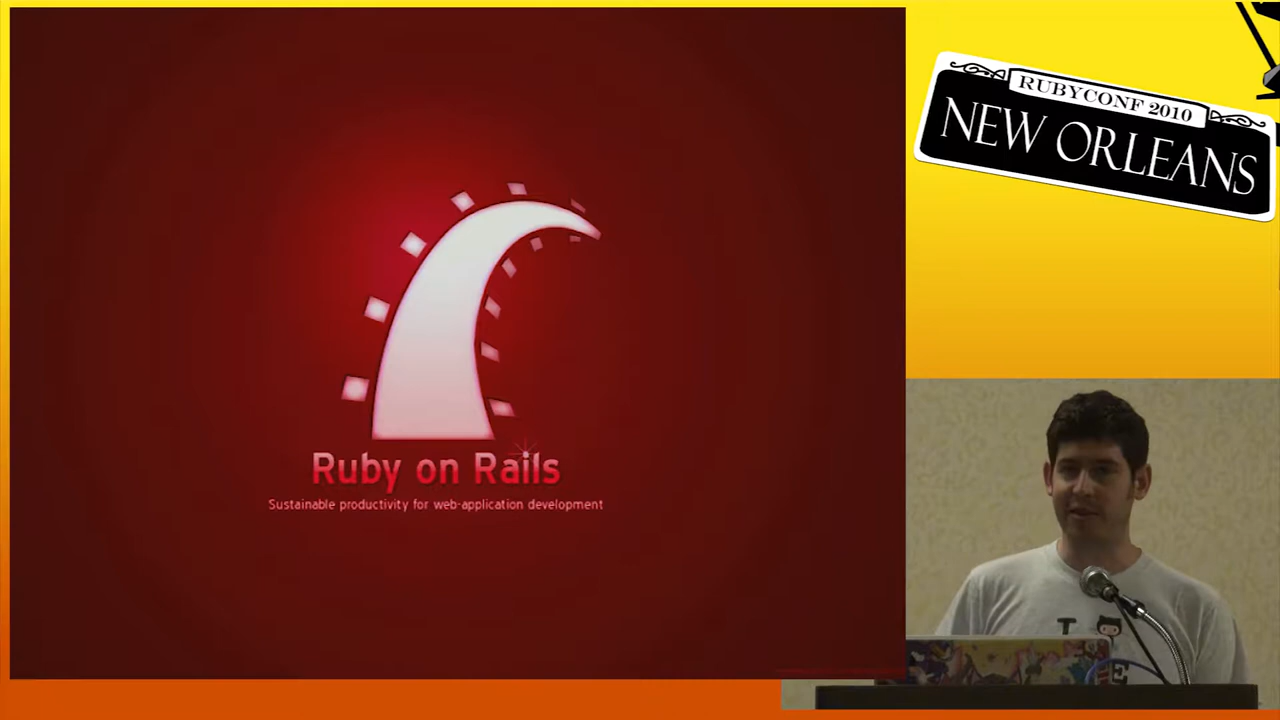 Ruby on Rails
Sustainable productivity for web-application development
RUBYCONF 2010
NEW ORLEANS
I
E